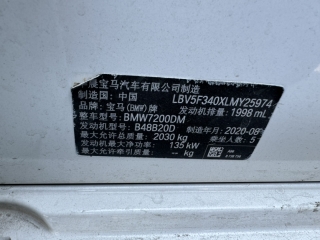 晨宝马汽车有限公司制造
制造国: 中国 LBV5F340XLMY25974
品牌: 宝马(BMW)牌 发动机排量: 1998 mL
整车型号: BMW7200DM
发动机型号: B48B20D 制造年月: 2020-09
最大允许总质量: 2030 kg 乘坐人数: 5
发动机最大净功率: 135 kW
最大允许牵引质量: -- kg